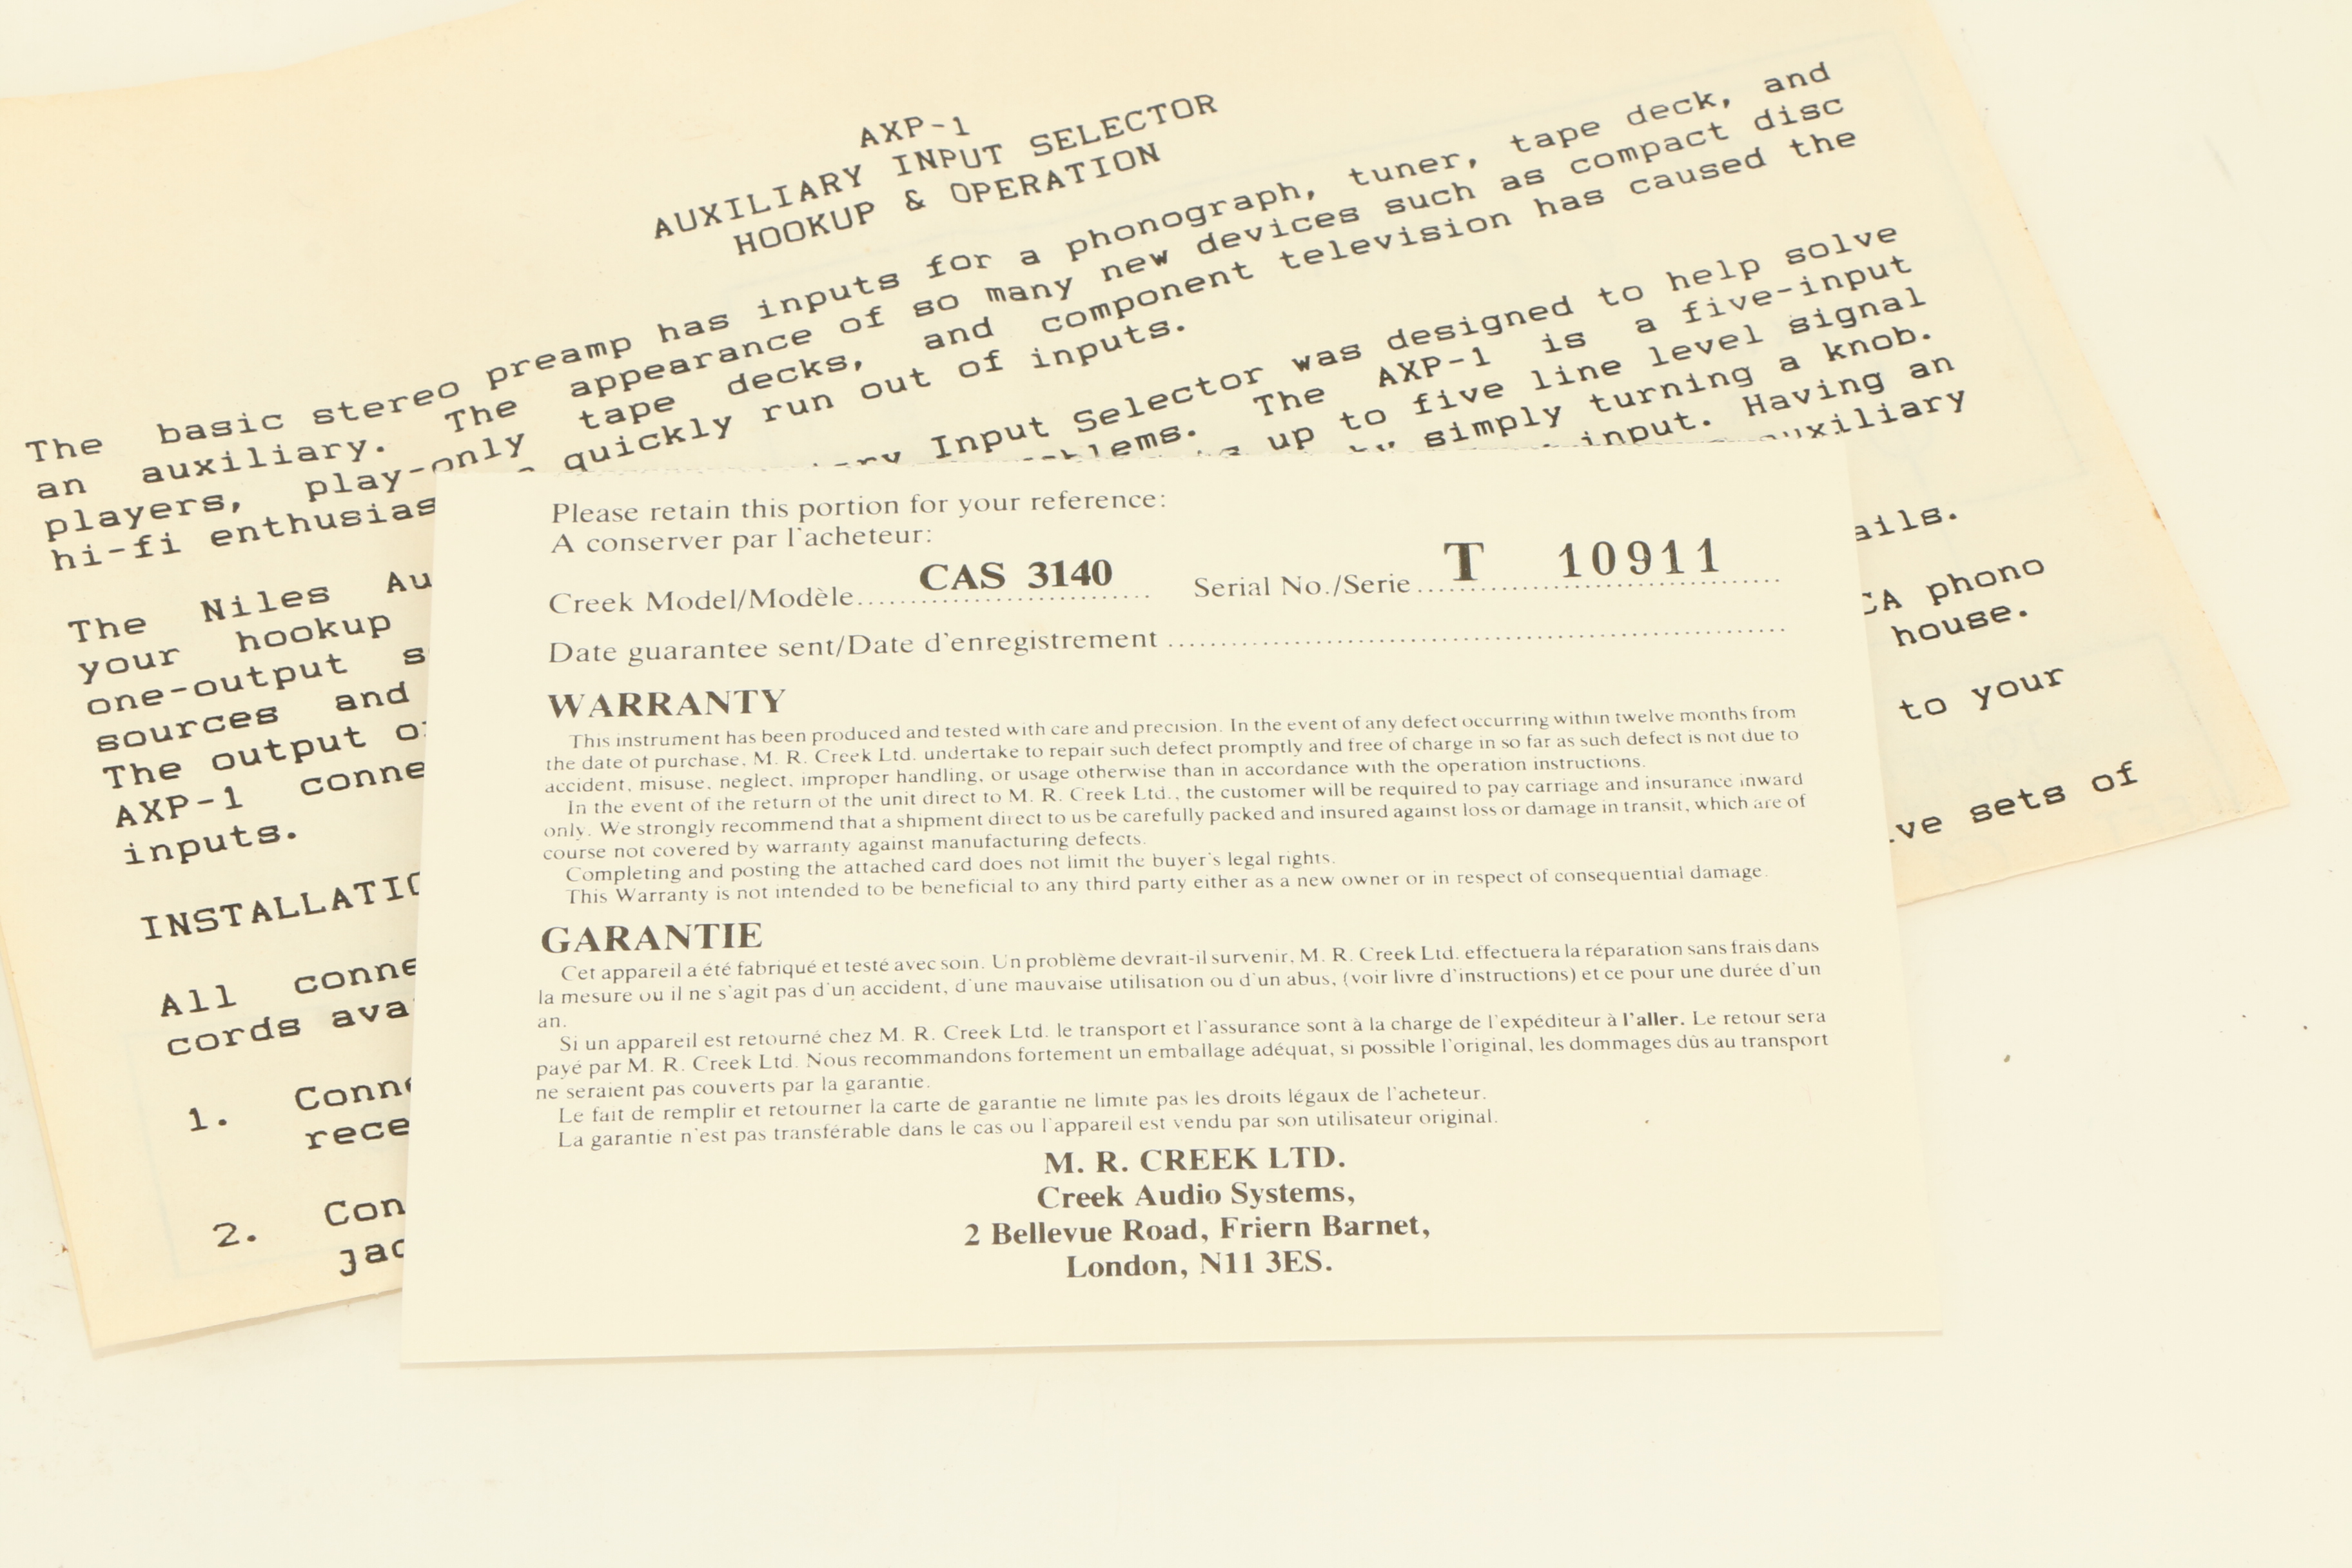 AXP-1
AUXILIARY INPUT SELECTOR
HOOKUP & OPERATION
The basic stereo preamp has inputs for a phonograph, tuner, tape deck, and
an auxiliary. The appearance of so many new devices such as compact disc
players, play-only tape decks, and component television has caused the
hi-fi enthusias quickly run out of inputs.
The Niles Au Input Selector was designed to help solve
your hookup The AXP-1 is a five-input
one-output up to five line level signal
sources and simply turning a knob.
The output input. Having an
AXP-1 conne auxiliary
inputs.
INSTALLATIO
All conne phono
cords ava house.
1. Conne to your
rece
2. Con sets of
jac
Please retain this portion for your reference:
A conserver par l'acheteur:
Creek Model/Modèle CAS 3140 Serial No./Serie T 10911
Date guarantee sent/Date d'enregistrement
WARRANTY
This instrument has been produced and tested with care and precision. In the event of any defect occurring within twelve months from
the date of purchase, M. R. Creek Ltd. undertake to repair such defect promptly and free of charge in so far as such defect is not due to
accident, misuse, neglect, improper handling, or usage otherwise than in accordance with the operation instructions.
In the event of the return of the unit direct to M. R. Creek Ltd., the customer will be required to pay carriage and insurance inward
only. We strongly recommend that a shipment direct to us be carefully packed and insured against loss or damage in transit, which are of
course not covered by warranty against manufacturing defects.
Completing and posting the attached card does not limit the buyer's legal rights.
This Warranty is not intended to be beneficial to any third party either as a new owner or in respect of consequential damage.
GARANTIE
Cet appareil a été fabriqué et testé avec soin. Un problème devrait-il survenir, M. R. Creek Ltd. effectuera la réparation sans frais dans
la mesure ou il ne s'agit pas d'un accident, d'une mauvaise utilisation ou d'un abus, (voir livre d'instructions) et ce pour une durée d'un
an.
Si un appareil est retourné chez M. R. Creek Ltd. le transport et l'assurance sont à la charge de l'expéditeur à l'aller. Le retour sera
payé par M. R. Creek Ltd. Nous recommandons fortement un emballage adéquat, si possible l'original, les dommages dûs au transport
ne seraient pas couverts par la garantie.
Le fait de remplir et retourner la carte de garantie ne limite pas les droits légaux de l'acheteur.
La garantie n'est pas transférable dans le cas ou l'appareil est vendu par son utilisateur original.
M. R. CREEK LTD.
Creek Audio Systems,
2 Bellevue Road, Friern Barnet,
London, N11 3ES.